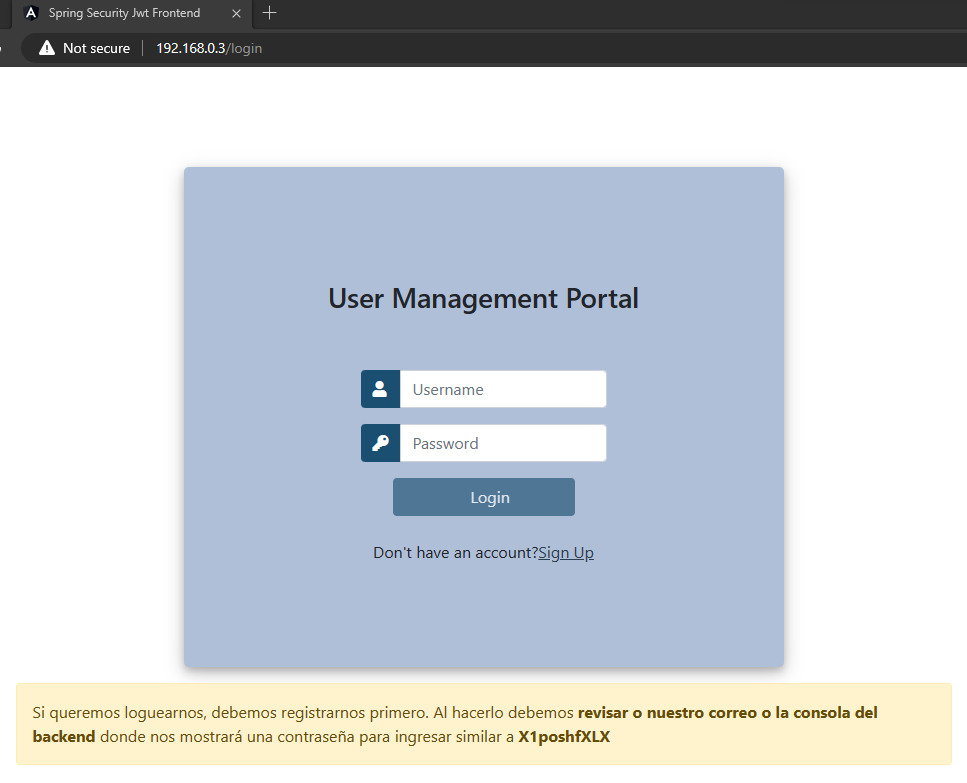 Spring Security Jwt Frontend
Not secure 192.168.0.3/login
User Management Portal
Username
Password
Login
Don't have an account?Sign Up
Si queremos loguearnos, debemos registrarnos primero. Al hacerlo debemos revisar o nuestro correo o la consola del
backend donde nos mostrará una contraseña para ingresar similar a X1poshfXLX